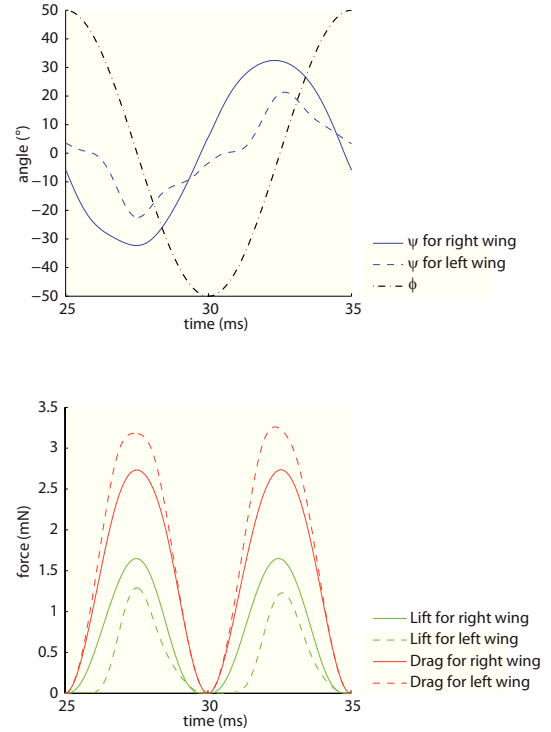 50
40
30
20
10
0
−10
−20
−30
−40
−50
angle (°)
25
30
35
time (ms)
ψ for right wing
ψ for left wing
ϕ
3.5
3
2.5
2
1.5
1
0.5
0
force (mN)
25
30
35
time (ms)
Lift for right wing
Lift for left wing
Drag for right wing
Drag for left wing